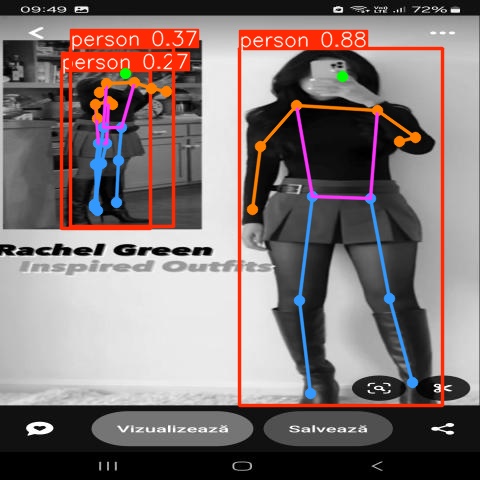 09:49 72%
person 0.37
person 0.88
person 0.27
Rachel Green
Inspired Outfits
Vizualizează Salvează